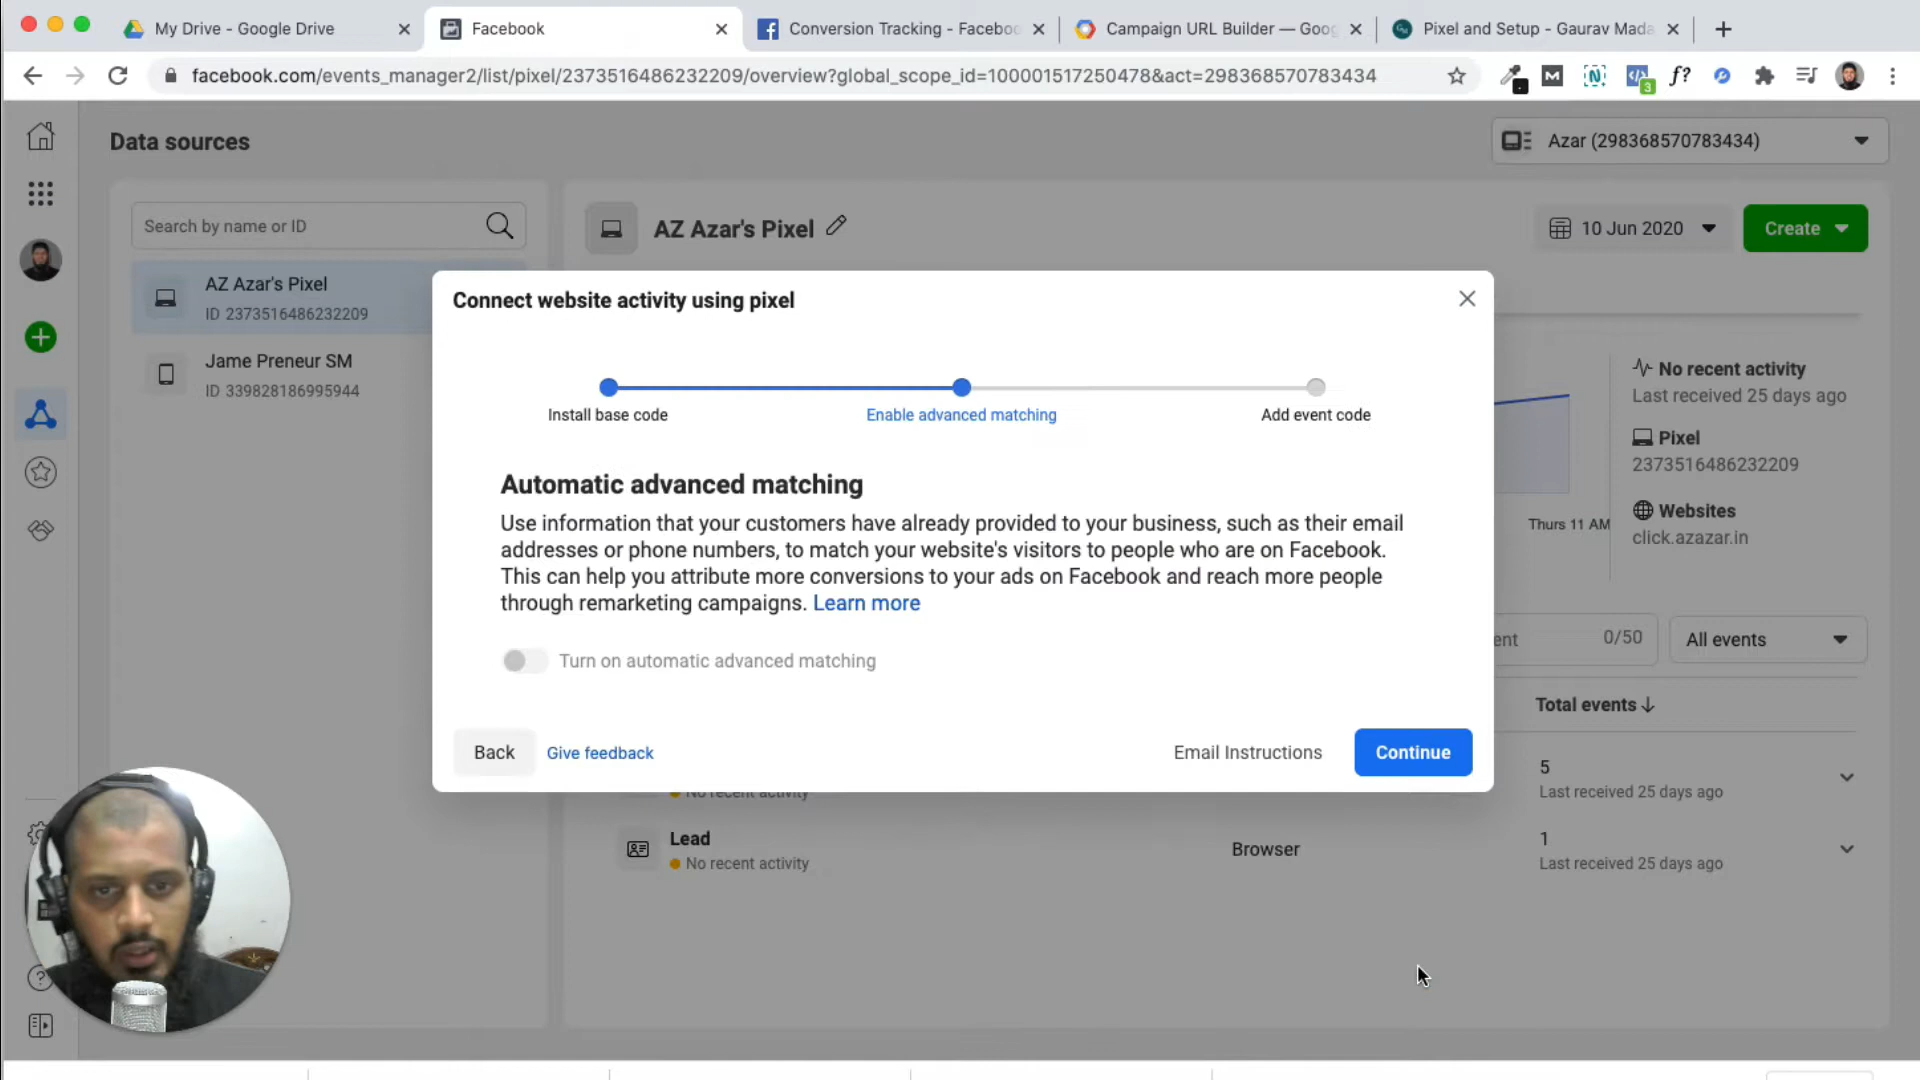 My Drive - Google Drive
Facebook
Conversion Tracking - Faceboo
Campaign URL Builder — Goog
Pixel and Setup - Gaurav Mada
facebook.com/events_manager2/list/pixel/2373516486232209/overview?global_scope_id=100001517250478&act=298368570783434
M
N
3
f?
Data sources
Azar (298368570783434)
Search by name or ID
AZ Azar's Pixel
10 Jun 2020
Create
AZ Azar's Pixel
ID 2373516486232209
Jame Preneur SM
ID 339828186995944
Connect website activity using pixel
Install base code
Enable advanced matching
Add event code
Automatic advanced matching
Use information that your customers have already provided to your business, such as their email
addresses or phone numbers, to match your website's visitors to people who are on Facebook.
This can help you attribute more conversions to your ads on Facebook and reach more people
through remarketing campaigns. Learn more
Turn on automatic advanced matching
Back
Give feedback
Email Instructions
Continue
No recent activity
Last received 25 days ago
Pixel
2373516486232209
Websites
click.azazar.in
Thurs 11 AM
ent
0/50
All events
Total events
5
Last received 25 days ago
No recent activity
Lead
No recent activity
Browser
1
Last received 25 days ago